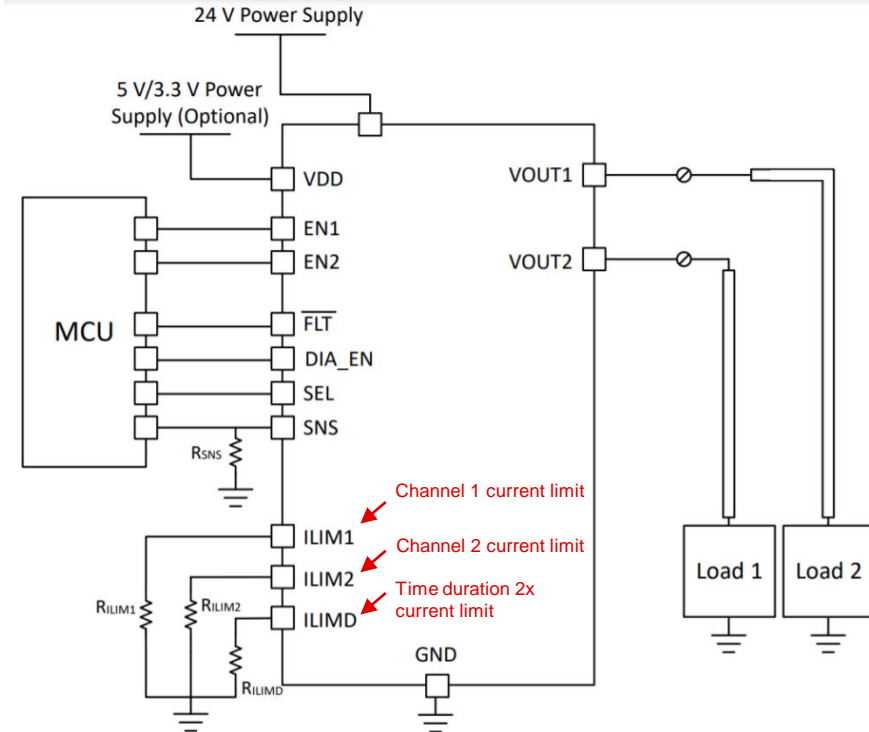 24 V Power Supply
5 V/3.3 V Power
Supply (Optional)
VDD
VOUT1
EN1
EN2
VOUT2
MCU
FLT
DIA_EN
SEL
SNS
RSNS
Channel 1 current limit
ILIM1
Channel 2 current limit
ILIM2
Load 1
Load 2
Time duration 2x
current limit
RILIM1
RILIM2
ILIMD
GND
RILIMD